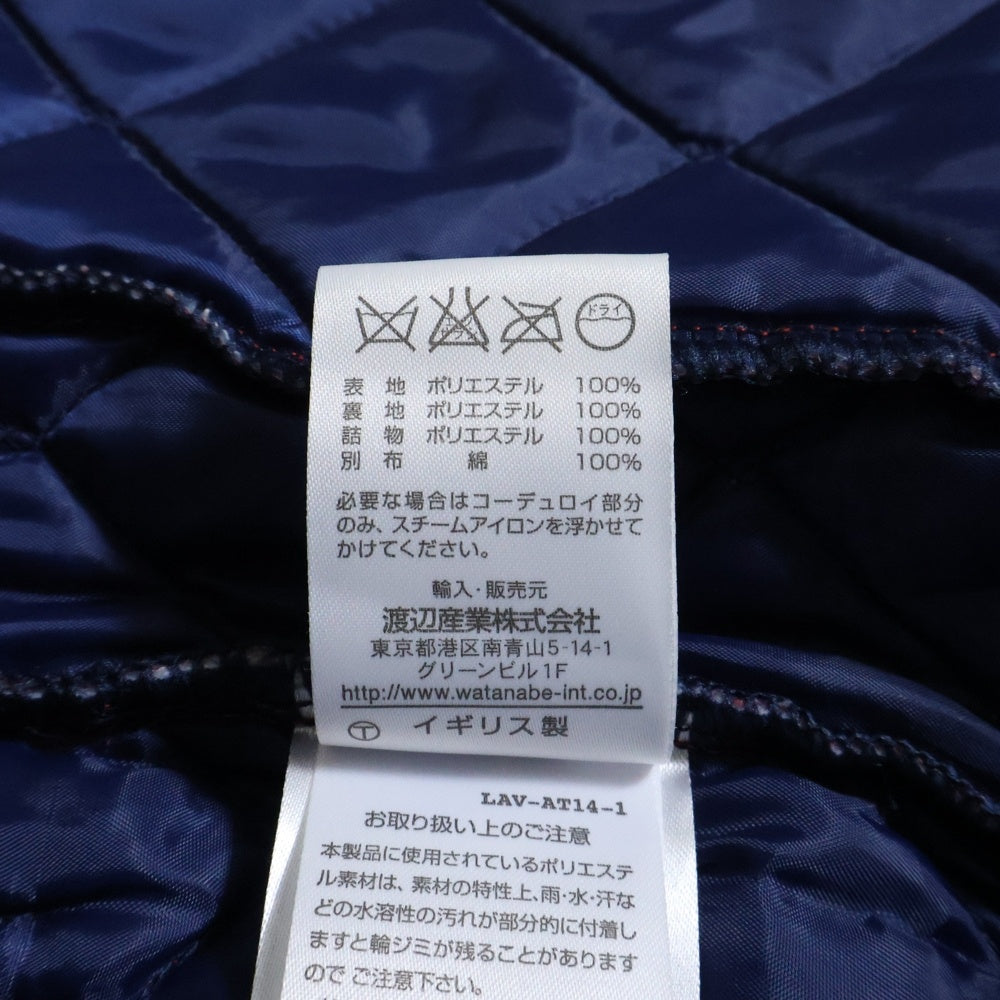 ドライ
表地 ポリエステル 100%
裏地 ポリエステル 100%
詰物 ポリエステル 100%
別布 綿 100%
必要な場合はコーデュロイ部分
のみ、スチームアイロンを浮かせて
かけてください。
輸入・販売元
渡辺産業株式会社
東京都港区南青山5-14-1
グリーンビル1F
http://www.watanabe-int.co.jp
Ⓣ イギリス製
LAV-AT14-1
お取り扱い上のご注意
本製品に使用されているポリエステ
ル素材は、素材の特性上、雨・水・汗な
どの水溶性の汚れが部分的に付着し
ますと輪ジミが残ることがあります
ので ご注意下さい。